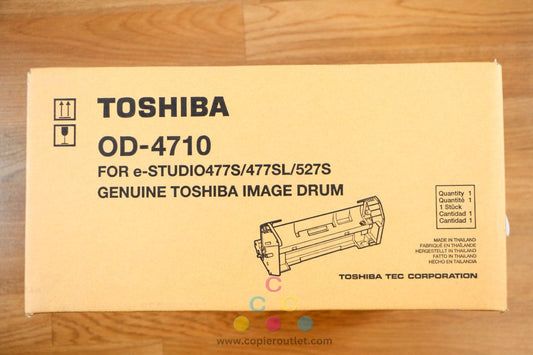 TOSHIBA
OD-4710
FOR e-STUDIO477S/477SL/527S
GENUINE TOSHIBA IMAGE DRUM
Quantity 1
Quantité 1
1 Stück
Cantidad 1
Cantidad 1
MADE IN THAILAND
FABRIQUÉ EN THAÏLANDE
HERGESTELLT IN THAILAND
FATTO IN THAILAND
HECHO EN TAILANDIA
TOSHIBA TEC CORPORATION
C
C C
www.copieroutlet.com